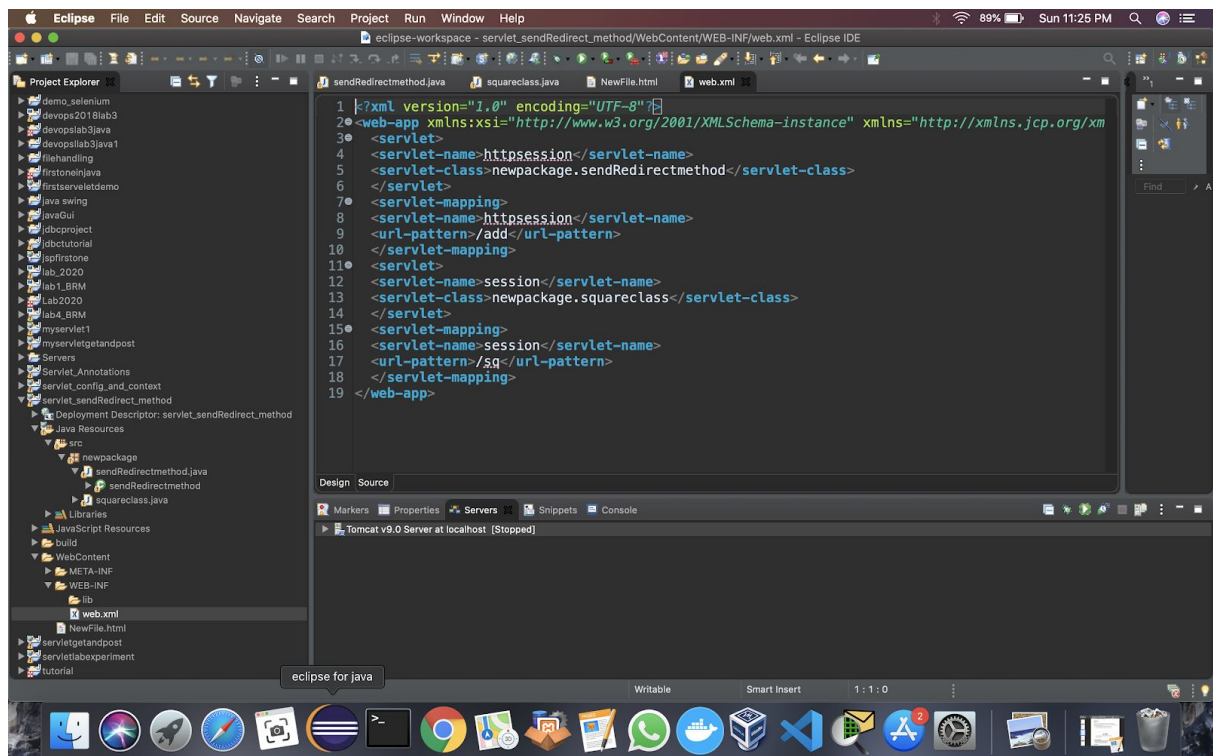 Eclipse File Edit Source Navigate Search Project Run Window Help
89% Sun 11:25 PM
eclipse-workspace - servlet_sendRedirect_method/WebContent/WEB-INF/web.xml - Eclipse IDE
Project Explorer
demo_selenium
devops2018lab3
devopslab3java
devopsllab3java1
filehandling
firstoneinjava
firstserveletdemo
java swing
javaGui
jdbcproject
jdbctutorial
jspfirstone
lab_2020
lab1_BRM
Lab2020
lab4_BRM
myservlet1
myservletgetandpost
Servers
Servlet_Annotations
servlet_config_and_context
servlet_sendRedirect_method
Deployment Descriptor: servlet_sendRedirect_method
Java Resources
src
newpackage
sendRedirectmethod.java
sendRedirectmethod
squareclass.java
Libraries
JavaScript Resources
build
WebContent
META-INF
WEB-INF
lib
web.xml
NewFile.html
servletgetandpost
servletlabexperiment
tutorial
sendRedirectmethod.java squareclass.java NewFile.html web.xml
1 <?xml version="1.0" encoding="UTF-8"?>
2 <web-app xmlns:xsi="http://www.w3.org/2001/XMLSchema-instance" xmlns="http://xmlns.jcp.org/xm
3 <servlet>
4 <servlet-name>httpsession</servlet-name>
5 <servlet-class>newpackage.sendRedirectmethod</servlet-class>
6 </servlet>
7 <servlet-mapping>
8 <servlet-name>httpsession</servlet-name>
9 <url-pattern>/add</url-pattern>
10 </servlet-mapping>
11 <servlet>
12 <servlet-name>session</servlet-name>
13 <servlet-class>newpackage.squareclass</servlet-class>
14 </servlet>
15 <servlet-mapping>
16 <servlet-name>session</servlet-name>
17 <url-pattern>/sq</url-pattern>
18 </servlet-mapping>
19 </web-app>
Find A
Design Source
Markers Properties Servers Snippets Console
Tomcat v9.0 Server at localhost [Stopped]
eclipse for java
Writable Smart Insert 1 : 1 : 0
2